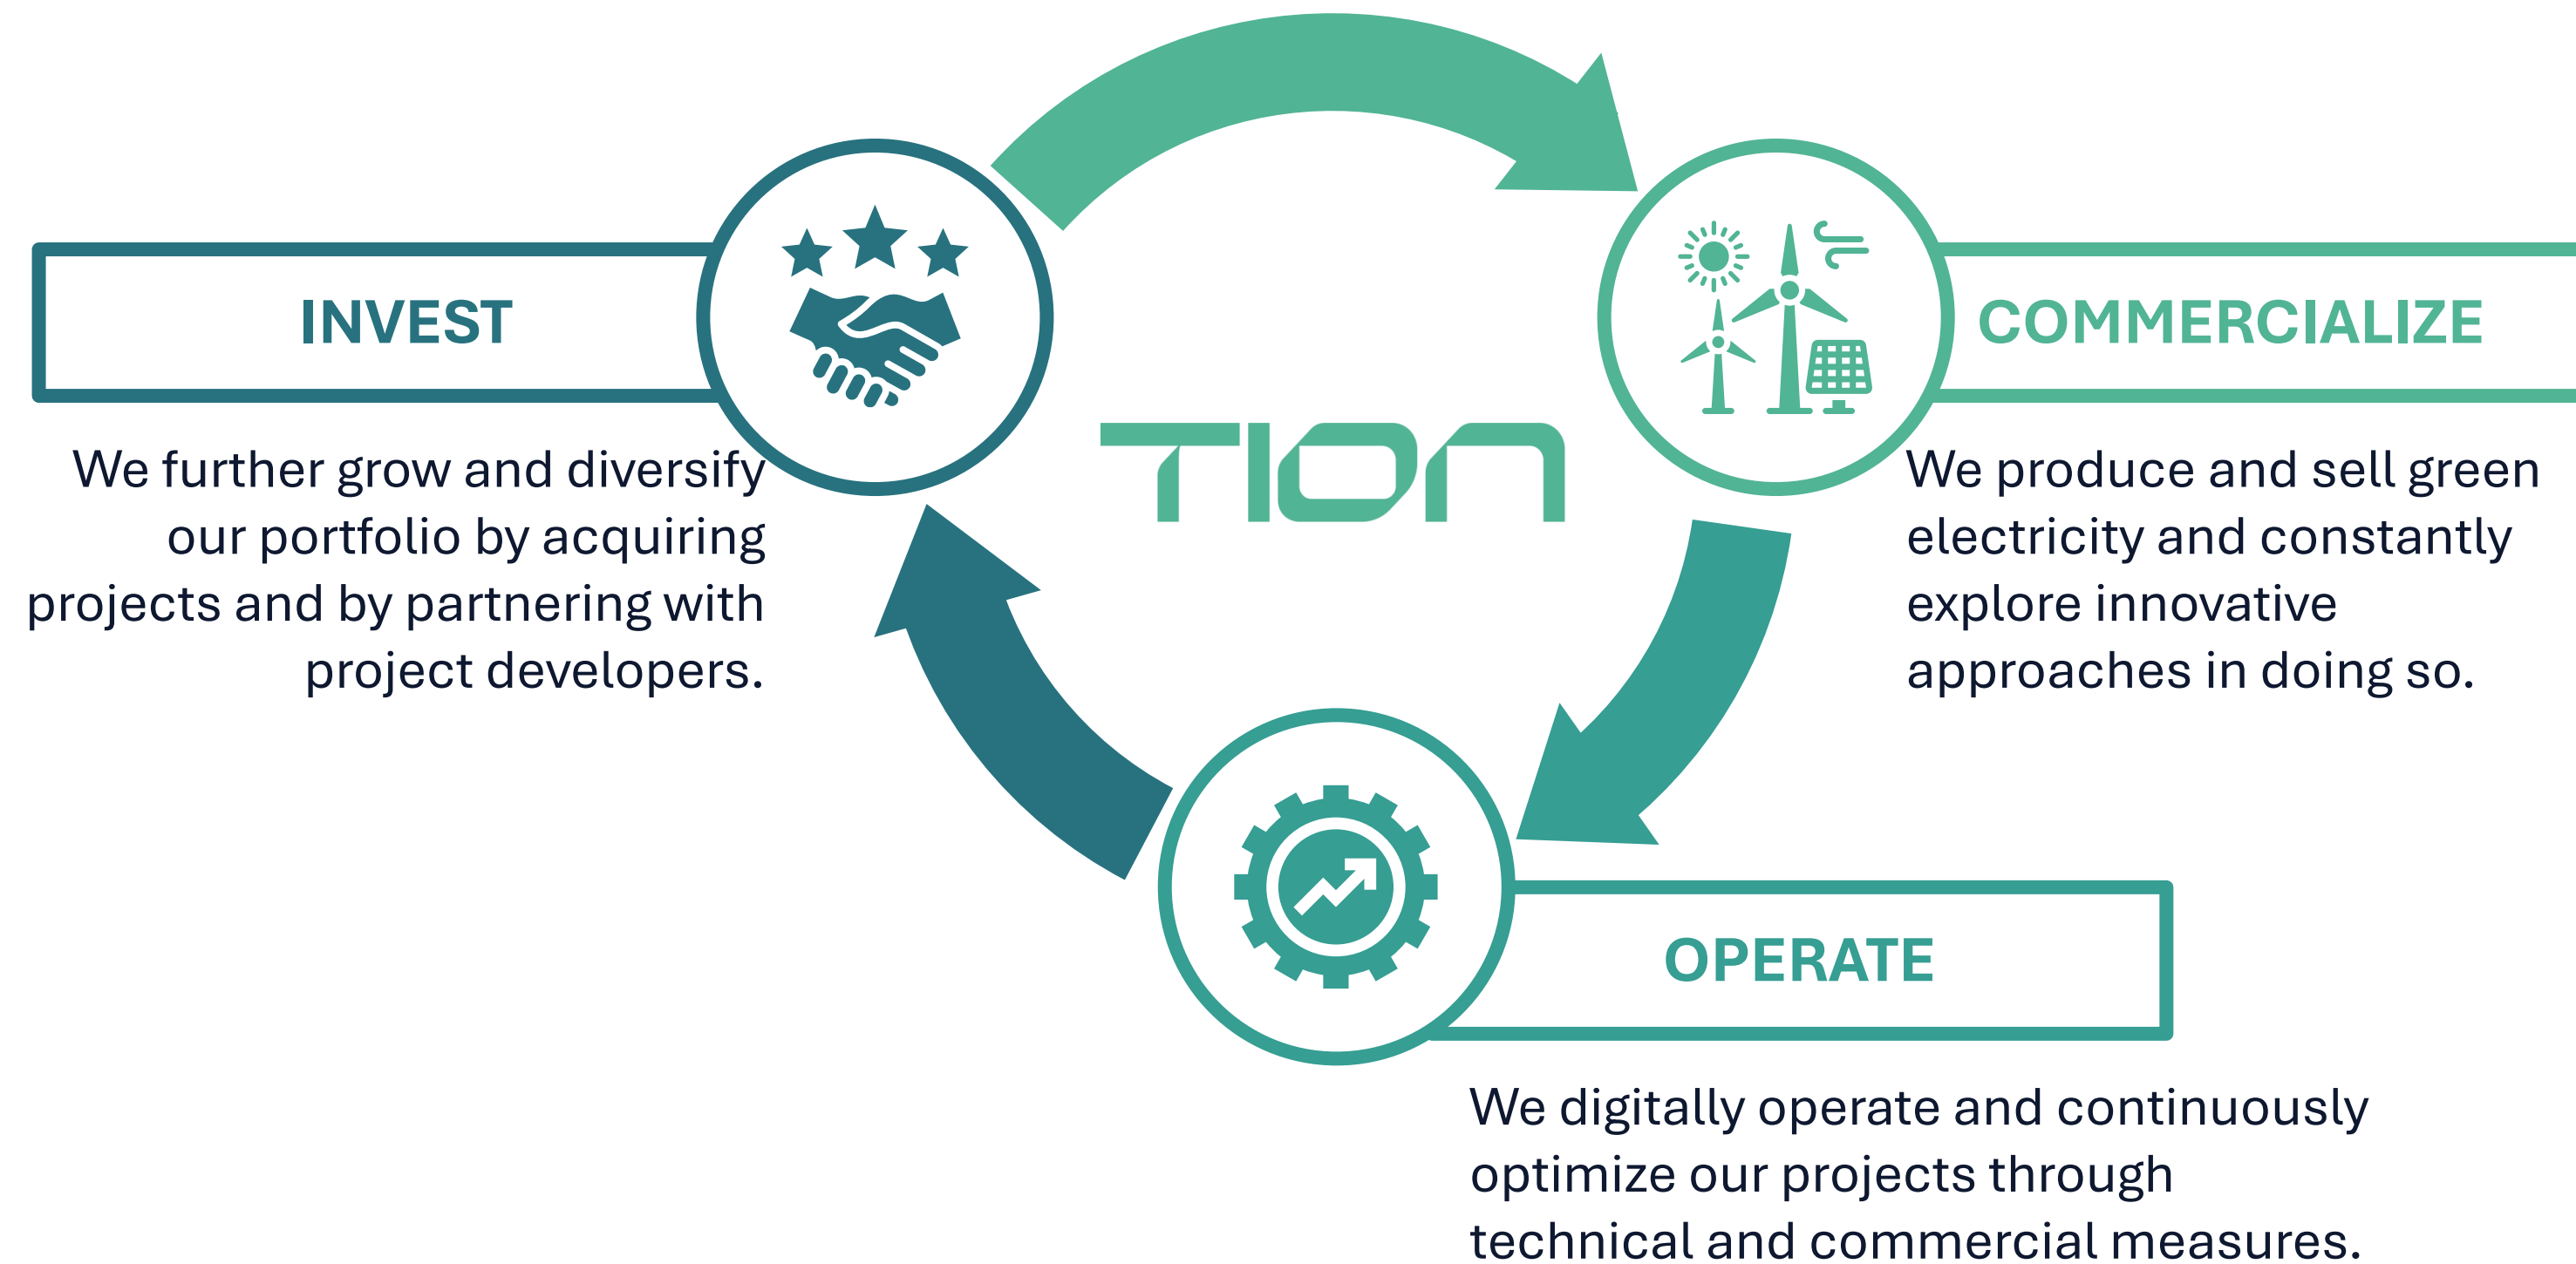 INVEST
We further grow and diversify
our portfolio by acquiring
projects and by partnering with
project developers.
TION
COMMERCIALIZE
We produce and sell green
electricity and constantly
explore innovative
approaches in doing so.
OPERATE
We digitally operate and continuously
optimize our projects through
technical and commercial measures.